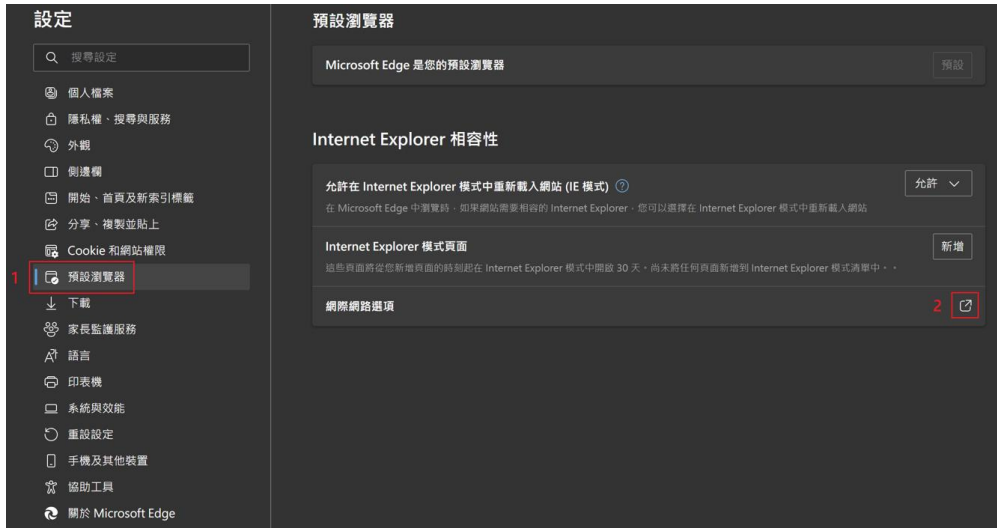 設定
搜尋設定
個人檔案
隱私權、搜尋與服務
外觀
側邊欄
開始、首頁及新索引標籤
分享、複製並貼上
Cookie 和網站權限
1 預設瀏覽器
下載
家長監護服務
語言
印表機
系統與效能
重設設定
手機及其他裝置
協助工具
關於 Microsoft Edge
預設瀏覽器
Microsoft Edge 是您的預設瀏覽器
預設
Internet Explorer 相容性
允許在 Internet Explorer 模式中重新載入網站 (IE 模式)
允許
在 Microsoft Edge 中瀏覽時，如果網站需要相容的 Internet Explorer，您可以選擇在 Internet Explorer 模式中重新載入網站
Internet Explorer 模式頁面
新增
這些頁面將從您新增頁面的時刻起在 Internet Explorer 模式中開啟 30 天。尚未將任何頁面新增到 Internet Explorer 模式清單中。。
網際網路選項
2